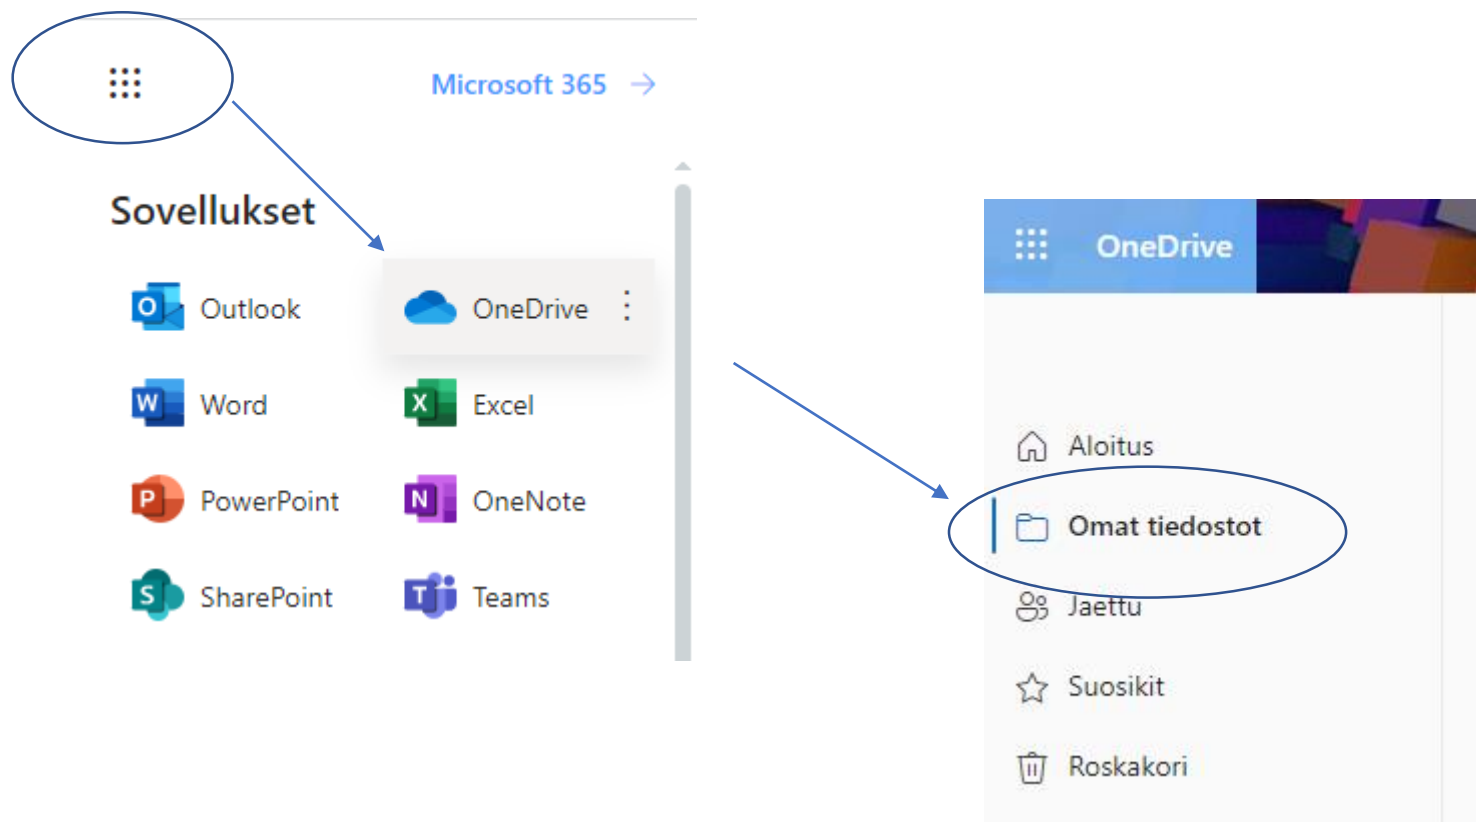 Microsoft 365
Sovellukset
Outlook
OneDrive
Word
Excel
PowerPoint
OneNote
SharePoint
Teams
OneDrive
Aloitus
Omat tiedostot
Jaettu
Suosikit
Roskakori